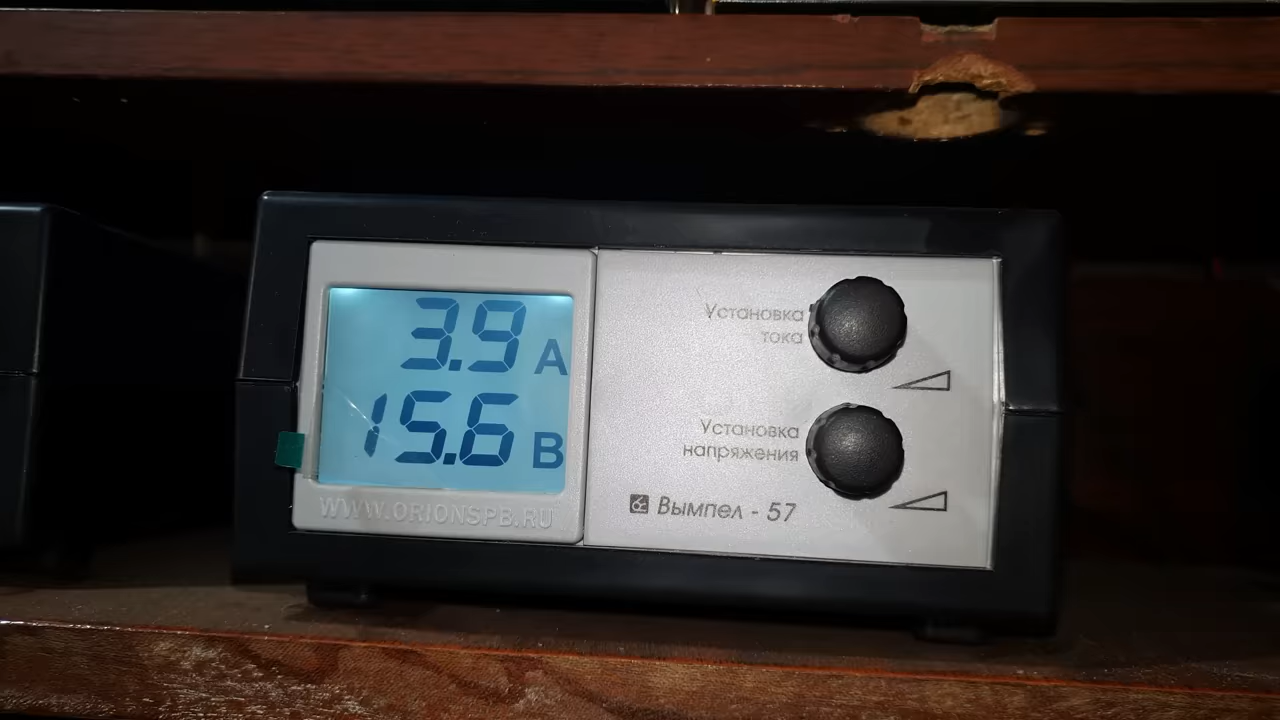 3.9 А
15.6 В
WWW.ORIONSPB.RU
Установка
тока
Установка
напряжения
Вымпел - 57